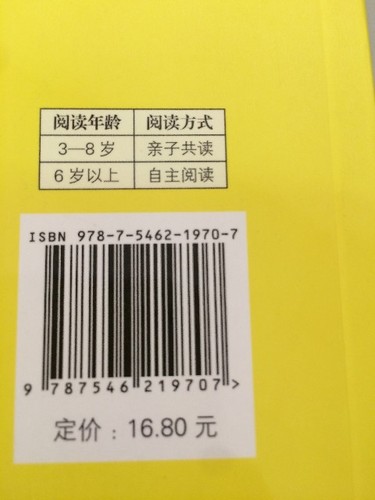 阅读年龄 阅读方式
3—8岁 亲子共读
6岁以上 自主阅读
ISBN 978-7-5462-1970-7
9 787546 219707>
定价：16.80 元